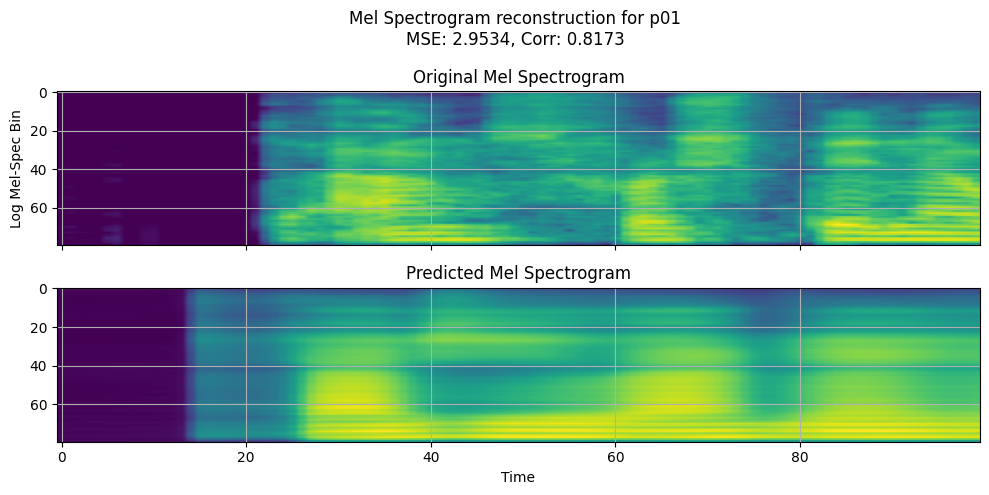 Mel Spectrogram reconstruction for p01
MSE: 2.9534, Corr: 0.8173
Original Mel Spectrogram
0
20
40
60
Log Mel-Spec Bin
Predicted Mel Spectrogram
0
20
40
60
0 20 40 60 80
Time